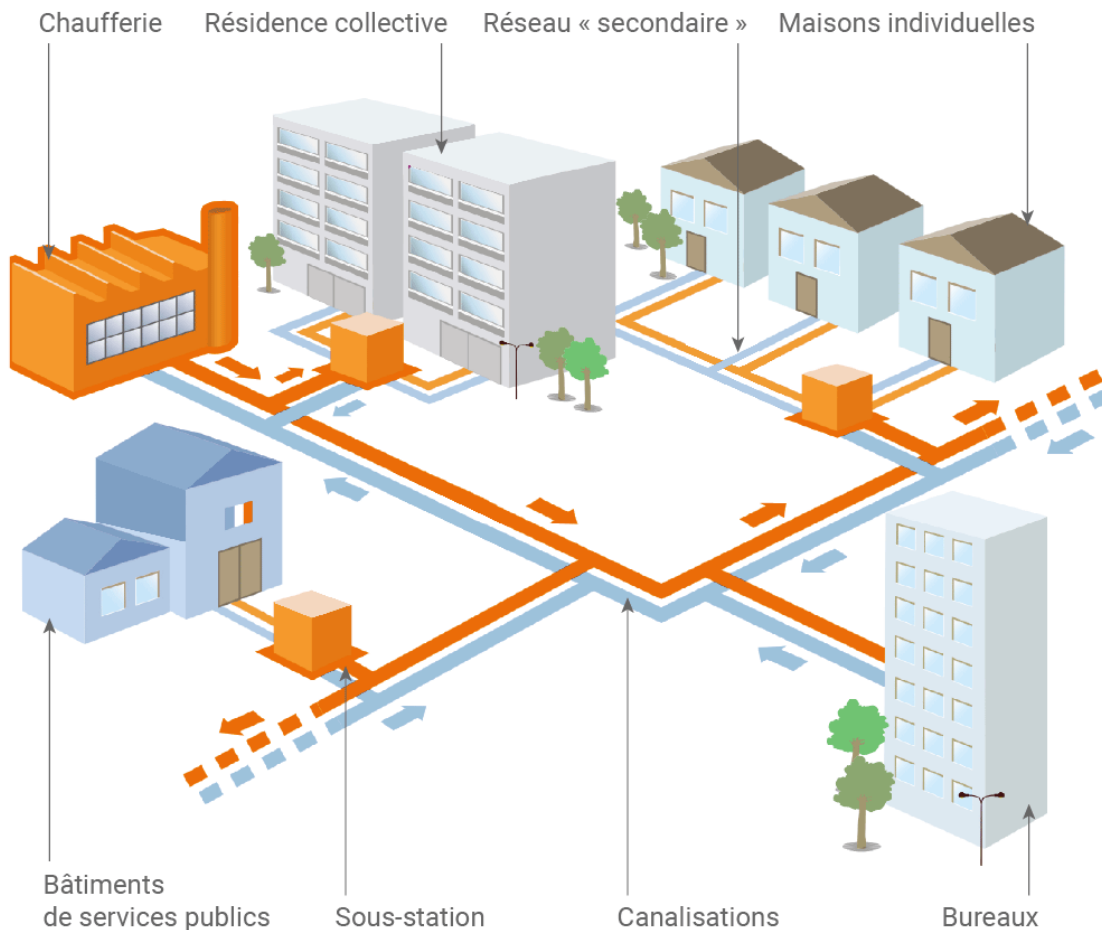 Chaufferie
Résidence collective
Réseau « secondaire »
Maisons individuelles
Bâtiments
de services publics
Sous-station
Canalisations
Bureaux